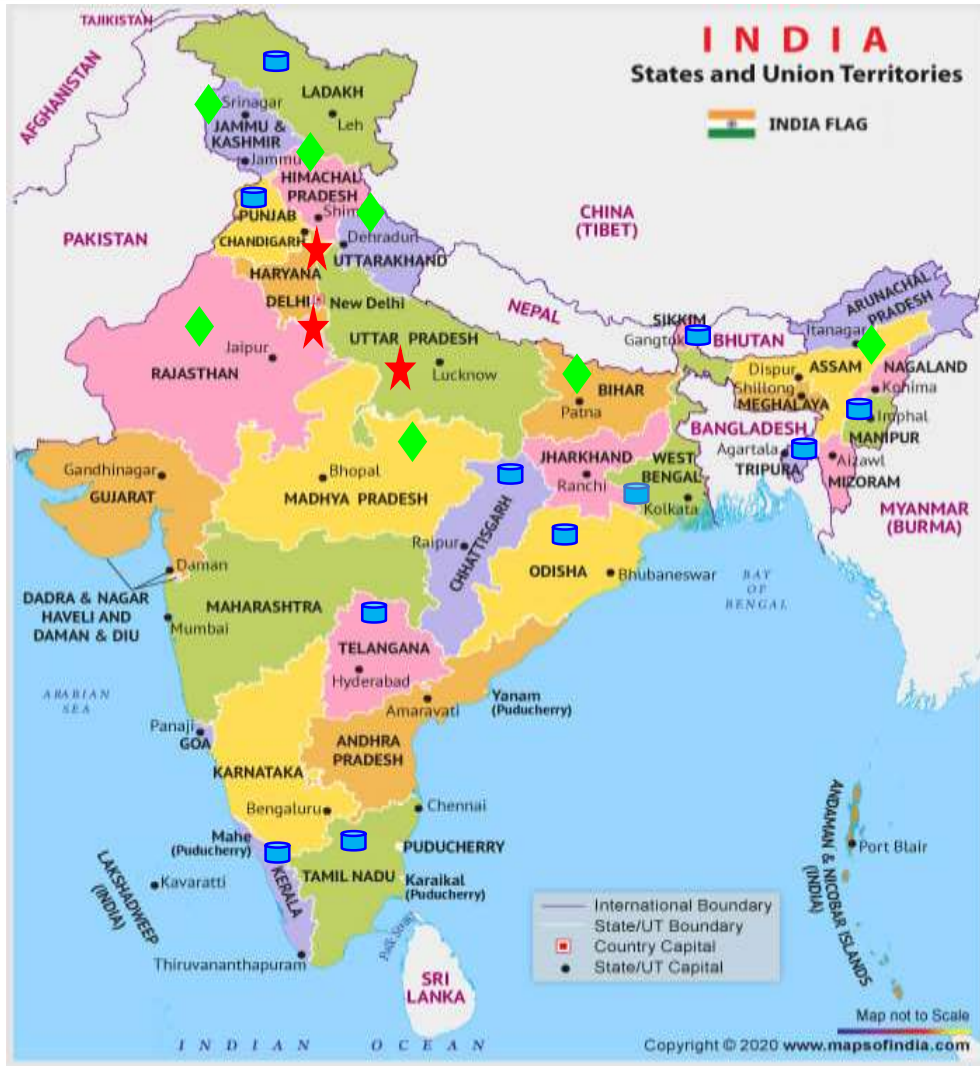 TAJIKISTAN
AFGHANISTAN
INDIA
States and Union Territories
INDIA FLAG
LADAKH
Srinagar
Leh
JAMMU &
KASHMIR
Jammu
HIMACHAL
PRADESH
PUNJAB
CHANDIGARH
Dehradun
UTTARAKHAND
PAKISTAN
CHINA
(TIBET)
HARYANA
DELHI
New Delhi
NEPAL
UTTAR PRADESH
Lucknow
Jaipur
RAJASTHAN
SIKKIM
Gangtok
BHUTAN
ARUNACHAL
PRADESH
Itanagar
ASSAM
Dispur
NAGALAND
Shillong
Kohima
MEGHALAYA
Imphal
MANIPUR
BIHAR
Patna
BANGLADESH
Agartala
TRIPURA
Aizawl
MIZORAM
MYANMAR
(BURMA)
JHARKHAND
Ranchi
WEST
BENGAL
Kolkata
Gandhinagar
GUJARAT
Bhopal
MADHYA PRADESH
Raipur
CHHATTISGARH
ODISHA
Bhubaneswar
BAY
OF
BENGAL
Daman
DADRA & NAGAR
HAVELI AND
DAMAN & DIU
MAHARASHTRA
Mumbai
TELANGANA
Hyderabad
ARABIAN
SEA
Amaravati
Yanam
(Puducherry)
Panaji
GOA
ANDHRA
PRADESH
KARNATAKA
Bengaluru
Chennai
Mahe
(Puducherry)
PUDUCHERRY
TAMIL NADU
Karaikal
(Puducherry)
KERALA
LAKSHADWEEP
(INDIA)
Kavaratti
Thiruvananthapuram
Palk Strait
SRI
LANKA
ANDAMAN & NICOBAR ISLANDS
(INDIA)
Port Blair
International Boundary
State/UT Boundary
Country Capital
State/UT Capital
INDIAN OCEAN
Map not to Scale
Copyright © 2020 www.mapsofindia.com